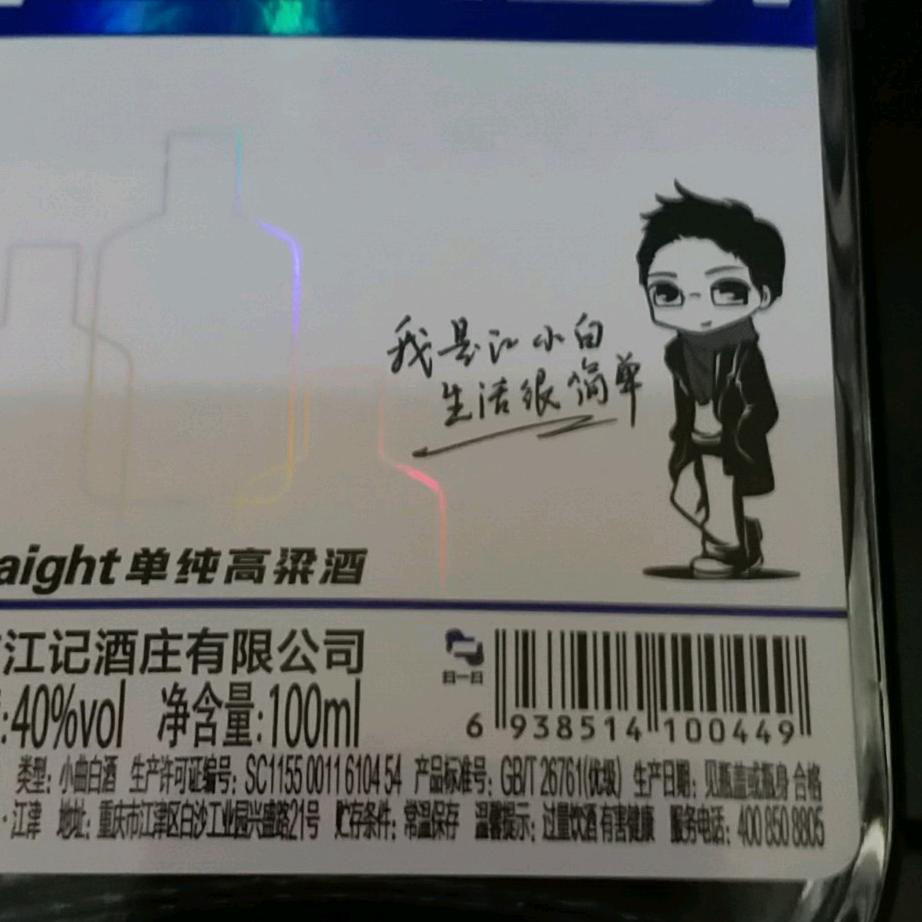 我是江小白
生活很简单
aight 单纯高粱酒
江记酒庄有限公司
:40%vol 净含量:100ml
扫一扫
6 938514 100449
类型: 小曲白酒 生产许可证编号: SC1155 0011 6104 54 产品标准号: GB/T 26761(优级) 生产日期: 见瓶盖或瓶身 合格
·江津 地址: 重庆市江津区白沙工业园兴盛路21号 贮存条件: 常温保存 温馨提示: 过量饮酒 有害健康 服务电话: 400 850 8805